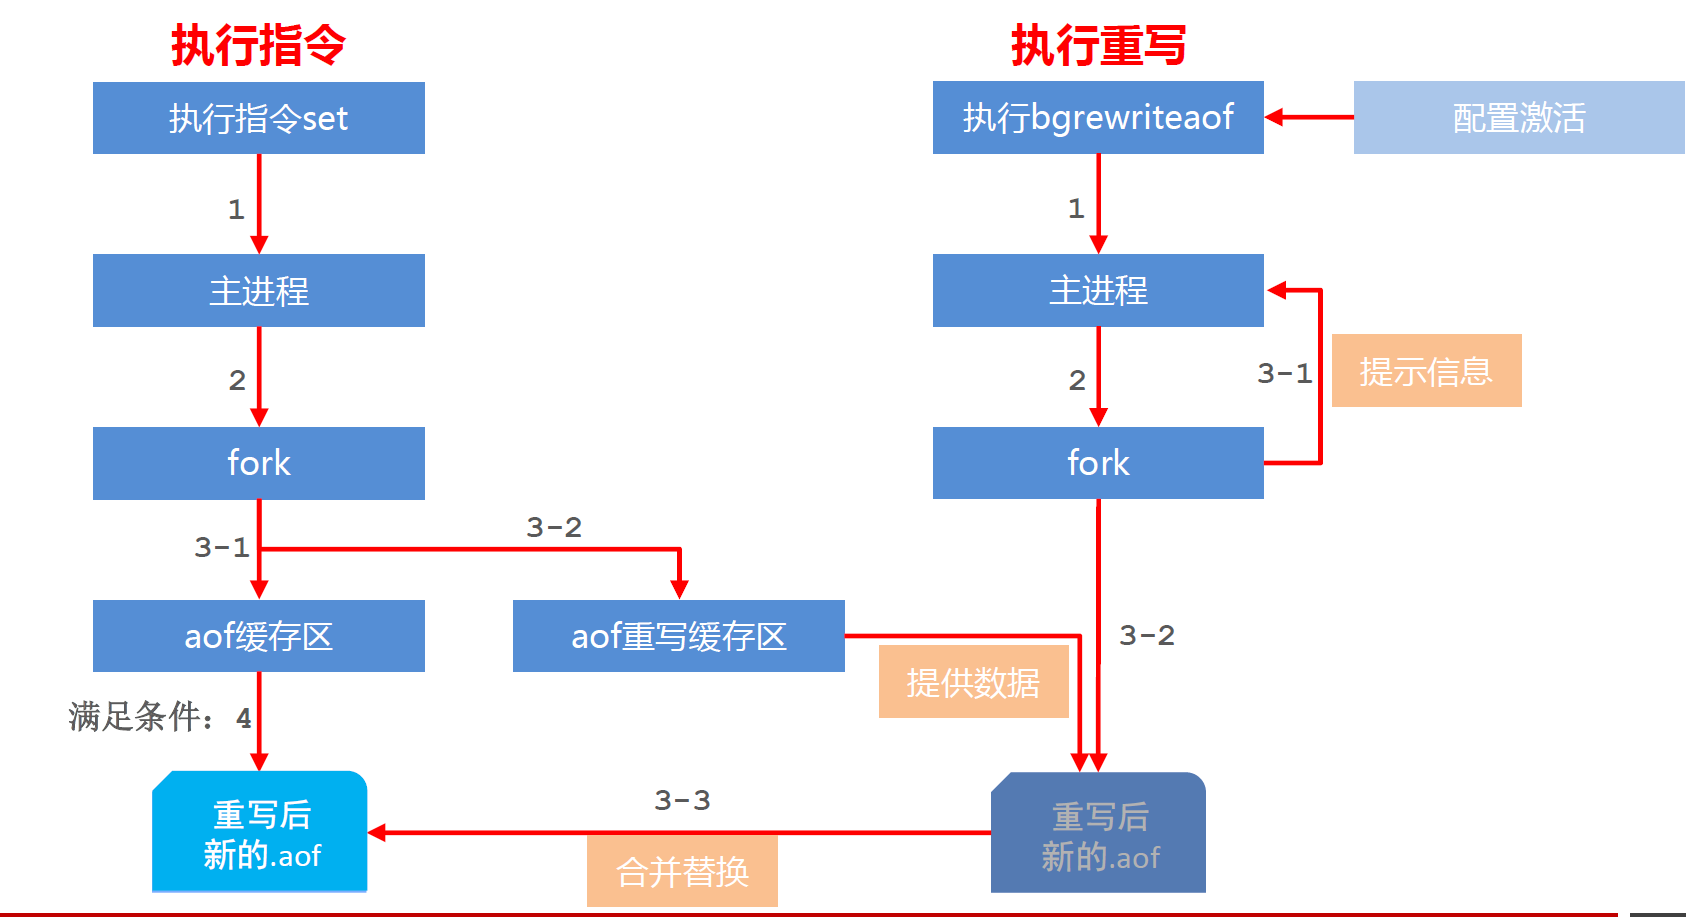 执行指令
执行指令set
1
主进程
2
fork
3-1
3-2
aof缓存区
aof重写缓存区
满足条件：4
重写后
新的.aof
执行重写
执行bgrewriteaof
配置激活
1
主进程
2
3-1
提示信息
fork
3-2
提供数据
重写后
新的.aof
3-3
合并替换